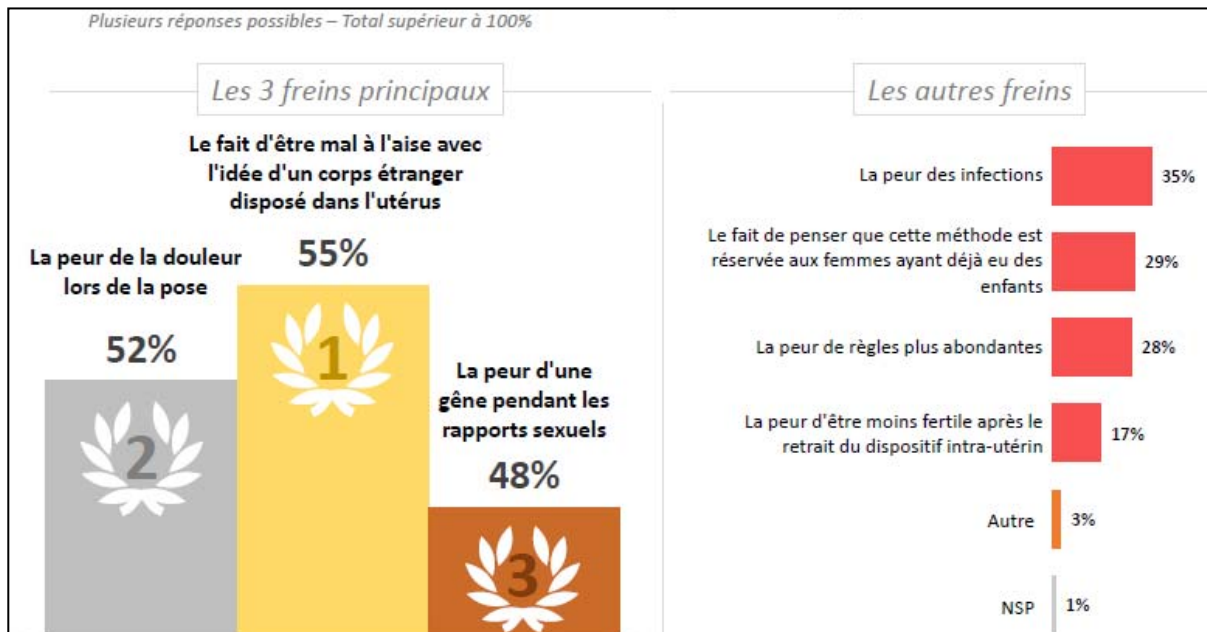 Plusieurs réponses possibles – Total supérieur à 100%
Les 3 freins principaux
Le fait d'être mal à l'aise avec
l'idée d'un corps étranger
disposé dans l'utérus
55%
1
La peur de la douleur
lors de la pose
52%
2
La peur d'une
gêne pendant les
rapports sexuels
48%
3
Les autres freins
La peur des infections
35%
Le fait de penser que cette méthode est
réservée aux femmes ayant déjà eu des
enfants
29%
La peur de règles plus abondantes
28%
La peur d'être moins fertile après le
retrait du dispositif intra-utérin
17%
Autre
3%
NSP
1%